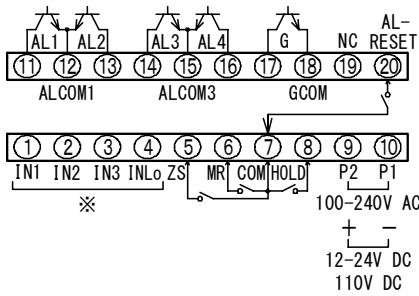 AL1 AL2 AL3 AL4 G NC AL-RESET
11 12 13 14 15 16 17 18 19 20
ALCOM1 ALCOM3 GCOM
1 2 3 4 5 6 7 8 9 10
IN1 IN2 IN3 INLo ZS MR COM HOLD P2 P1
※
100-240V AC
+ −
12-24V DC
110V DC